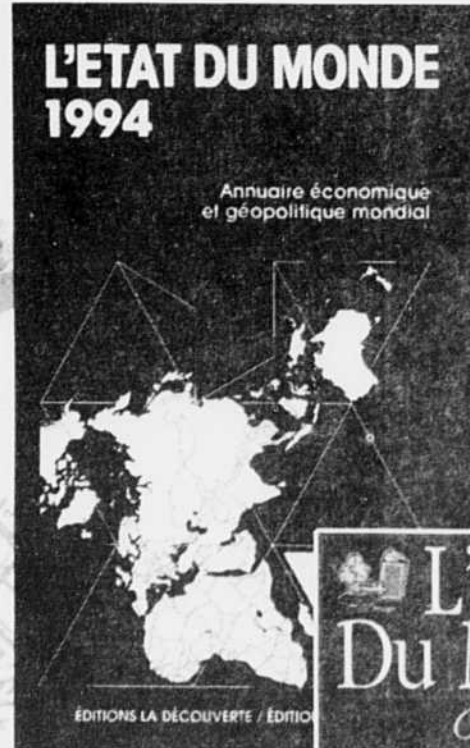 L'ETAT DU MONDE
1994
Annuaire économique
et géopolitique mondial
ÉDITIONS LA DÉCOUVERTE / ÉDITIO
L'
Du